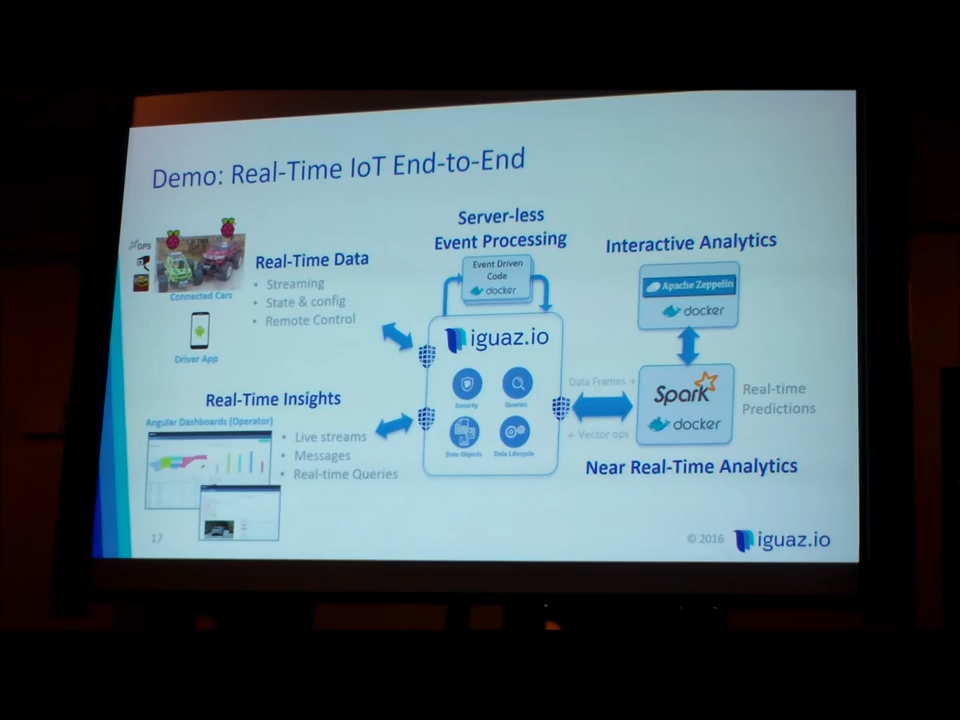 Demo: Real-Time IoT End-to-End
GPS
Connected Cars
Driver App
Real-Time Data
• Streaming
• State & config
• Remote Control
Real-Time Insights
Angular Dashboards (Operator)
• Live streams
• Messages
• Real-time Queries
Server-less
Event Processing
Event Driven
Code
docker
iguaz.io
Security
Queries
Data Objects
Data Lifecycle
Interactive Analytics
Apache Zeppelin
docker
Data Frames →
← Vector ops
Spark
docker
Real-time
Predictions
Near Real-Time Analytics
17
© 2016
iguaz.io